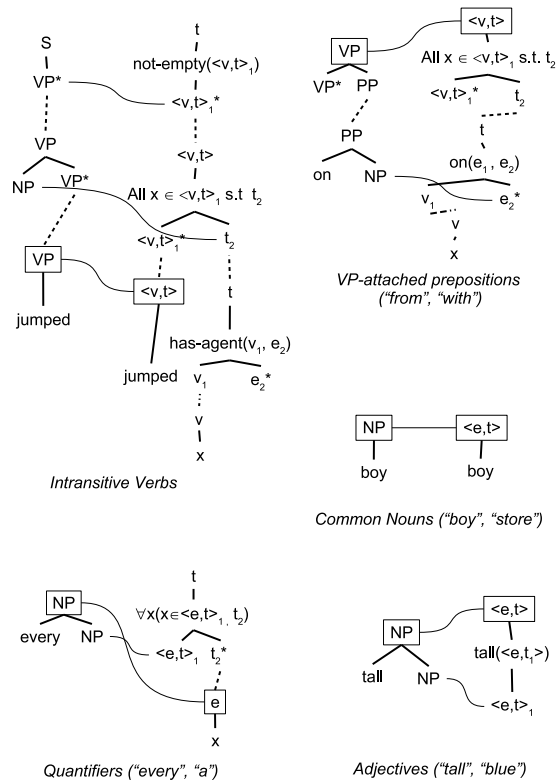 S
t
VP*
not-empty(<v,t>₁)
<v,t>₁*
VP
<v,t>
NP
VP*
All x ∈ <v,t>₁ s.t t₂
<v,t>₁*
t₂
VP
<v,t>
t
jumped
jumped
has-agent(v₁, e₂)
v₁
e₂*
v
x
Intransitive Verbs
VP
<v,t>
VP*
PP
All x ∈ <v,t>₁ s.t. t₂
<v,t>₁*
t₂
PP
t
on
NP
on(e₁, e₂)
v₁
e₂*
v
x
VP-attached prepositions
("from", "with")
NP
<e,t>
boy
boy
Common Nouns ("boy", "store")
t
NP
∀x(x∈<e,t>₁, t₂)
every
NP
<e,t>₁
t₂*
e
x
Quantifiers ("every", "a")
<e,t>
NP
tall(<e,t₁>)
tall
NP
<e,t>₁
Adjectives ("tall", "blue")